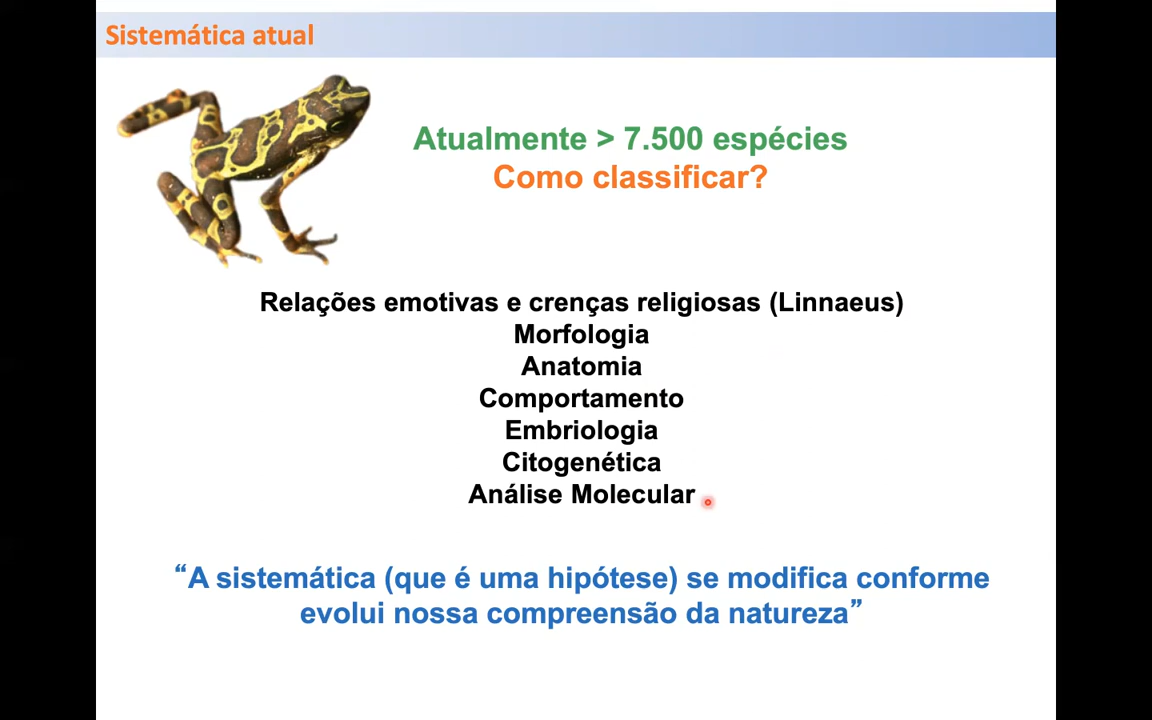 Sistemática atual
Atualmente > 7.500 espécies
Como classificar?
Relações emotivas e crenças religiosas (Linnaeus)
Morfologia
Anatomia
Comportamento
Embriologia
Citogenética
Análise Molecular
“A sistemática (que é uma hipótese) se modifica conforme
evolui nossa compreensão da natureza”